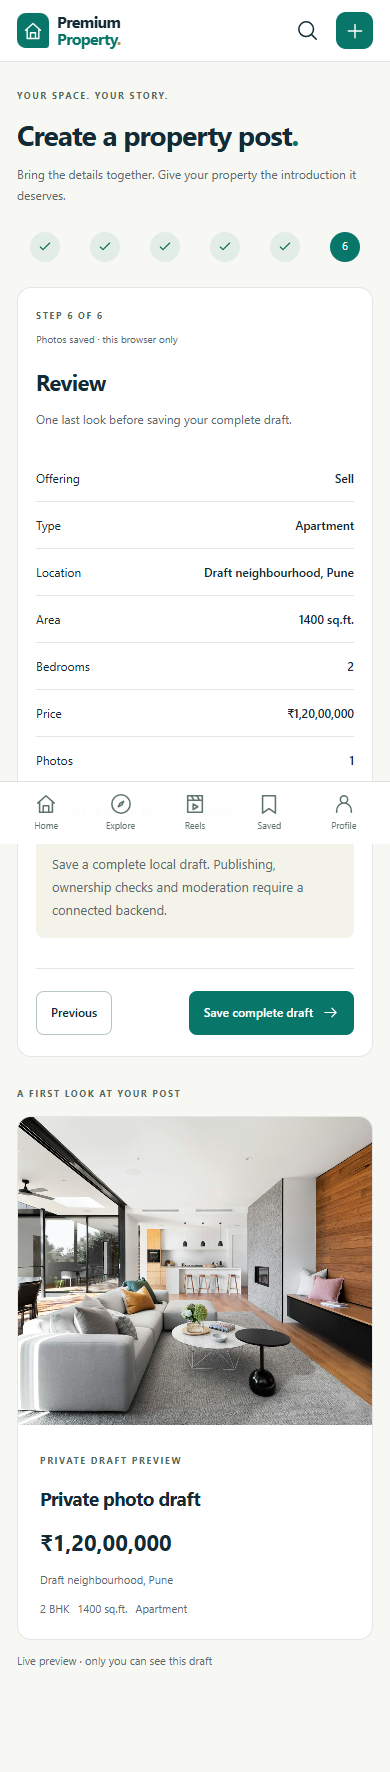 Premium
Property.
YOUR SPACE. YOUR STORY.
Create a property post.
Bring the details together. Give your property the introduction it
deserves.
6
STEP 6 OF 6
Photos saved · this browser only
Review
One last look before saving your complete draft.
Offering Sell
Type Apartment
Location Draft neighbourhood, Pune
Area 1400 sq.ft.
Bedrooms 2
Price ₹1,20,00,000
Photos 1
Home Explore Reels Saved Profile
Save a complete local draft. Publishing,
ownership checks and moderation require a
connected backend.
Previous Save complete draft
A FIRST LOOK AT YOUR POST
PRIVATE DRAFT PREVIEW
Private photo draft
₹1,20,00,000
Draft neighbourhood, Pune
2 BHK 1400 sq.ft. Apartment
Live preview · only you can see this draft